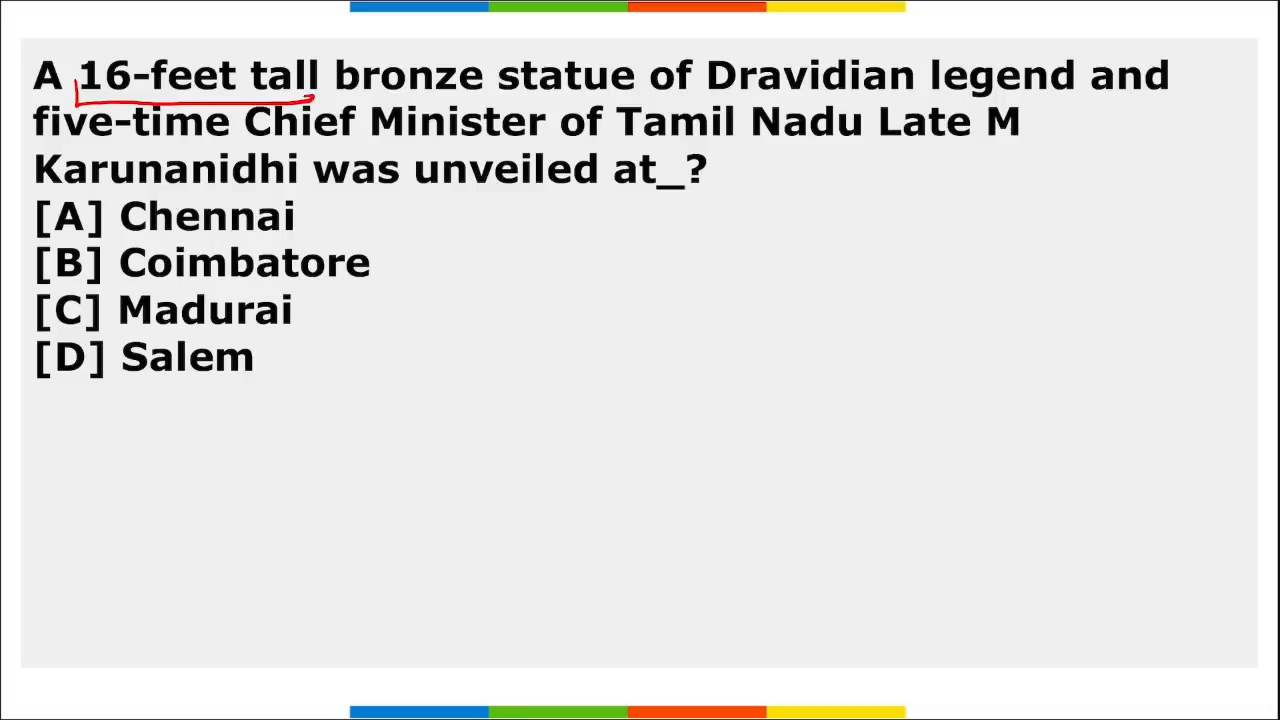 A 16-feet tall bronze statue of Dravidian legend and
five-time Chief Minister of Tamil Nadu Late M
Karunanidhi was unveiled at_?
[A] Chennai
[B] Coimbatore
[C] Madurai
[D] Salem